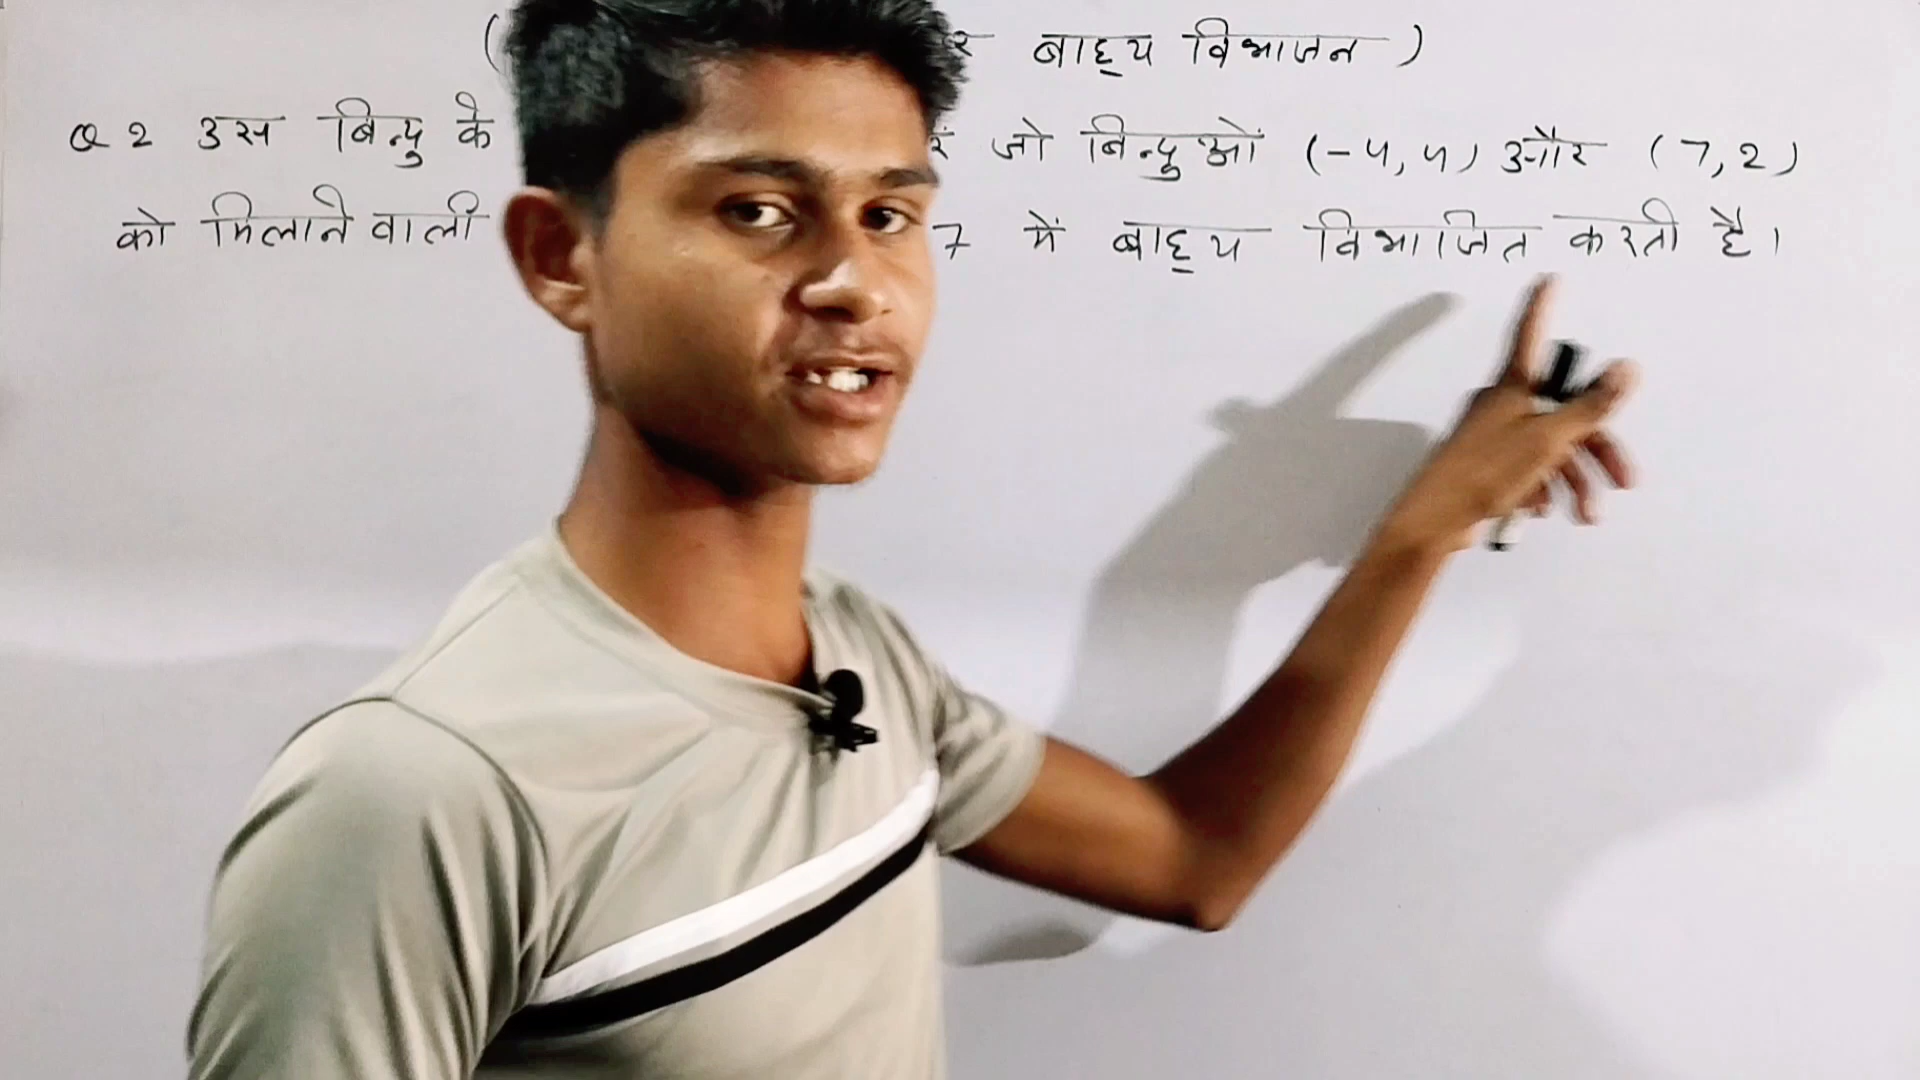 ( र बाह्य विभाजन )
Q 2 उस बिन्दु के जो बिन्दुओं (-4,4) और (7,2)
को मिलाने वाली 7 में बाह्य विभाजित करती है।